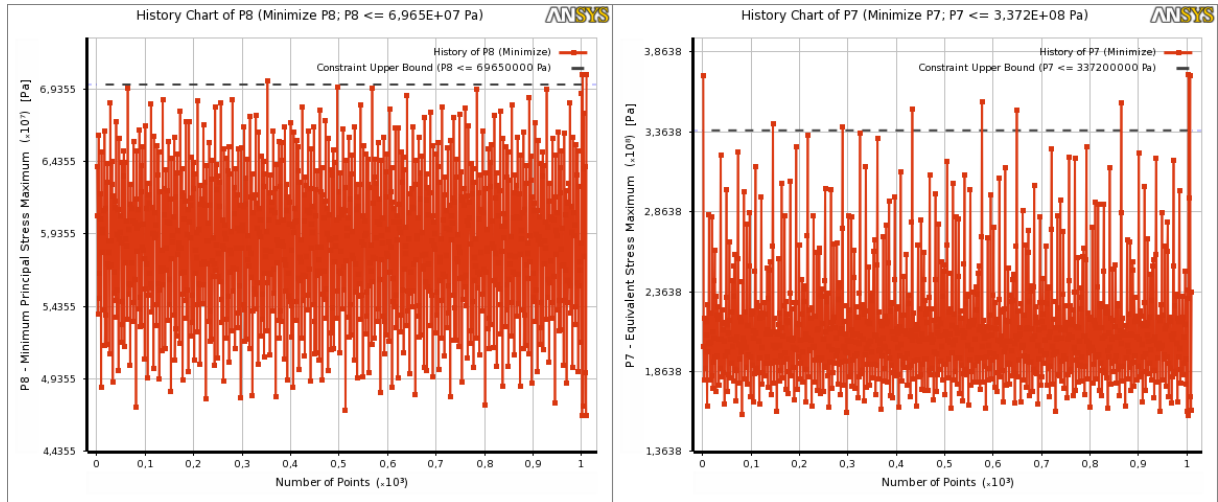 History Chart of P8 (Minimize P8; P8 <= 6,965E+07 Pa)
ANSYS
History of P8 (Minimize)
Constraint Upper Bound (P8 <= 69650000 Pa)
P8 - Minimum Principal Stress Maximum (ₓ10⁷) [Pa]
6,9355
6,4355
5,9355
5,4355
4,9355
4,4355
0
0,1
0,2
0,3
0,4
0,5
0,6
0,7
0,8
0,9
1
Number of Points (ₓ10³)
History Chart of P7 (Minimize P7; P7 <= 3,372E+08 Pa)
ANSYS
History of P7 (Minimize)
Constraint Upper Bound (P7 <= 337200000 Pa)
P7 - Equivalent Stress Maximum (ₓ10⁸) [Pa]
3,8638
3,3638
2,8638
2,3638
1,8638
1,3638
0
0,1
0,2
0,3
0,4
0,5
0,6
0,7
0,8
0,9
1
Number of Points (ₓ10³)